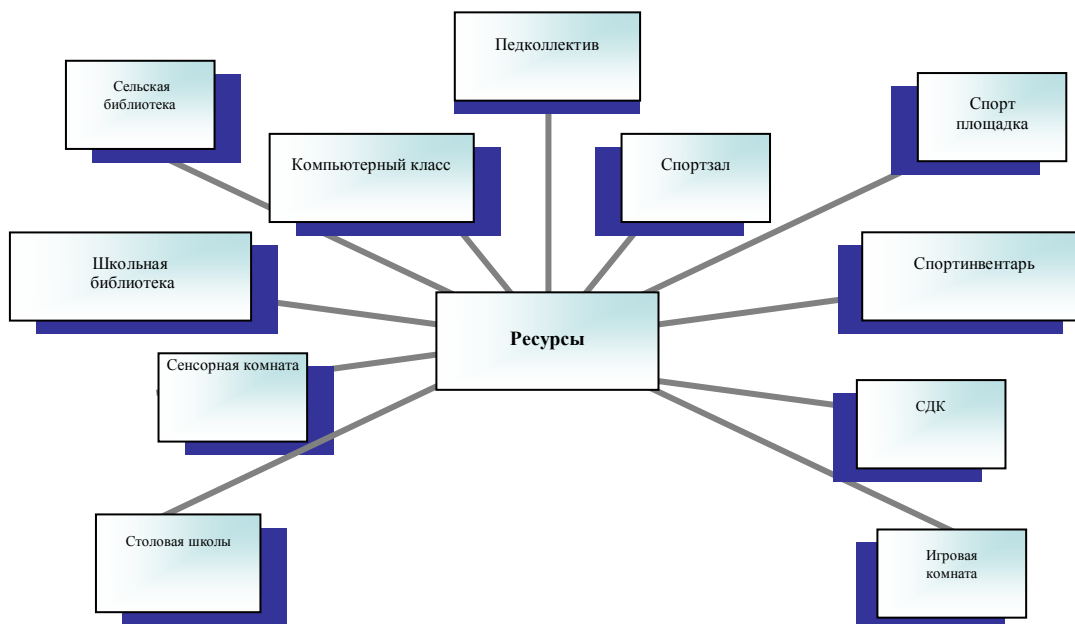 Педколлектив
Сельская
библиотека
Спорт
площадка
Компьютерный класс
Спортзал
Школьная
библиотека
Спортинвентарь
Ресурсы
Сенсорная комната
СДК
Столовая школы
Игровая
комната